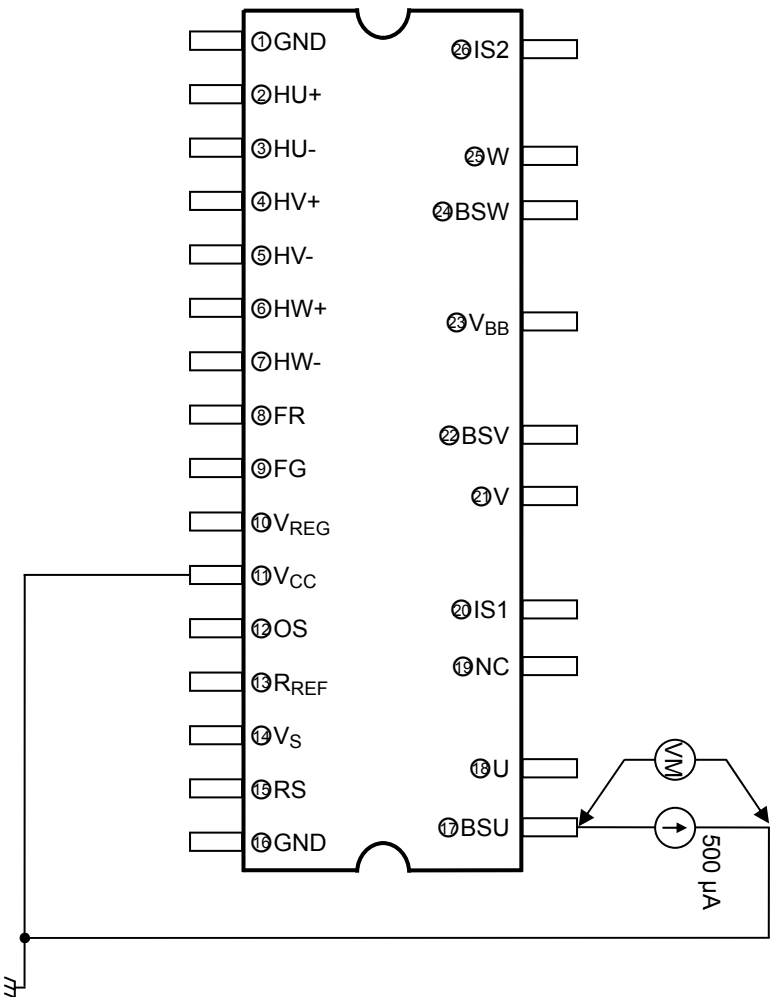 ①GND
②HU+
③HU-
④HV+
⑤HV-
⑥HW+
⑦HW-
⑧FR
⑨FG
⑩VREG
⑪VCC
⑫OS
⑬RREF
⑭VS
⑮RS
⑯GND
㉖IS2
㉕W
㉔BSW
㉓VBB
㉒BSV
㉑V
⑳IS1
⑲NC
⑱U
⑰BSU
VM
500 µA